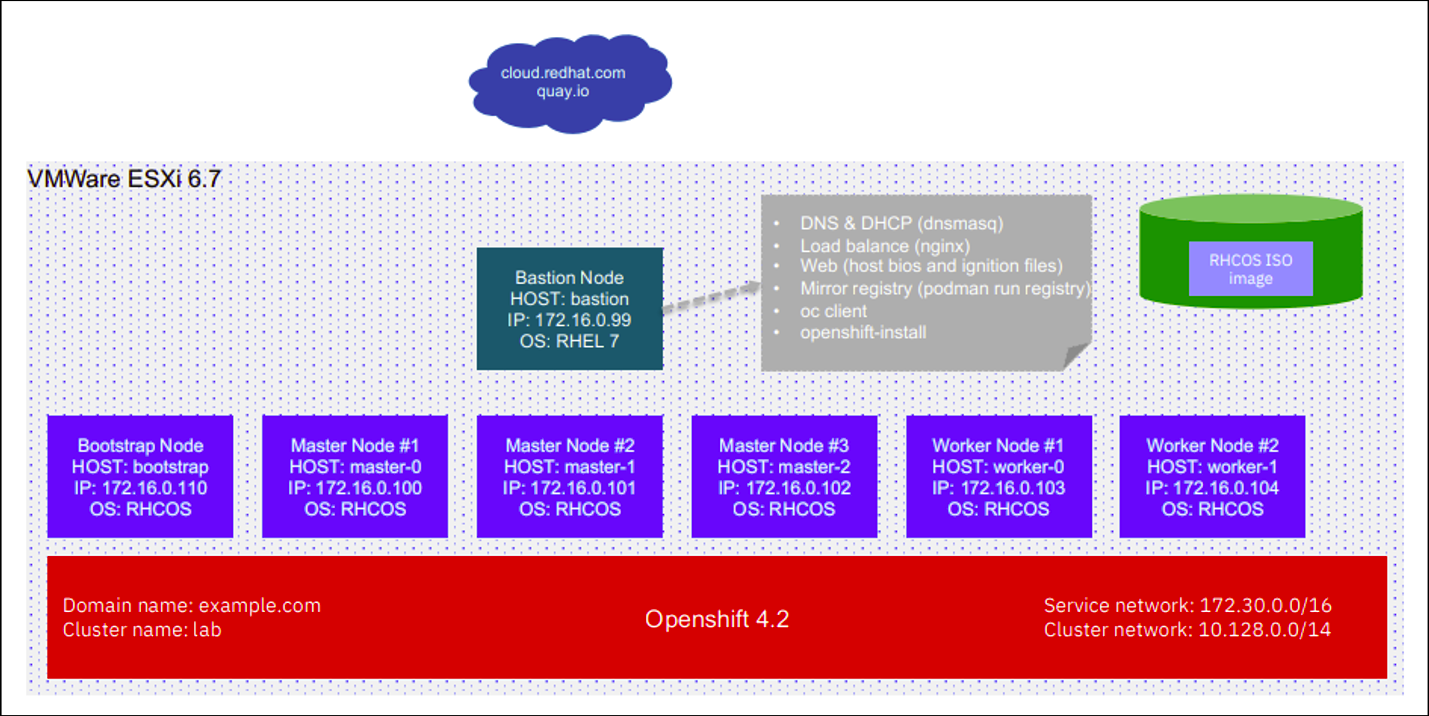 cloud.redhat.com
quay.io
VMWare ESXi 6.7
• DNS & DHCP (dnsmasq)
• Load balance (nginx)
• Web (host bios and ignition files)
• Mirror registry (podman run registry)
• oc client
• openshift-install
RHCOS ISO
image
Bastion Node
HOST: bastion
IP: 172.16.0.99
OS: RHEL 7
Bootstrap Node
HOST: bootstrap
IP: 172.16.0.110
OS: RHCOS
Master Node #1
HOST: master-0
IP: 172.16.0.100
OS: RHCOS
Master Node #2
HOST: master-1
IP: 172.16.0.101
OS: RHCOS
Master Node #3
HOST: master-2
IP: 172.16.0.102
OS: RHCOS
Worker Node #1
HOST: worker-0
IP: 172.16.0.103
OS: RHCOS
Worker Node #2
HOST: worker-1
IP: 172.16.0.104
OS: RHCOS
Domain name: example.com
Cluster name: lab
Openshift 4.2
Service network: 172.30.0.0/16
Cluster network: 10.128.0.0/14